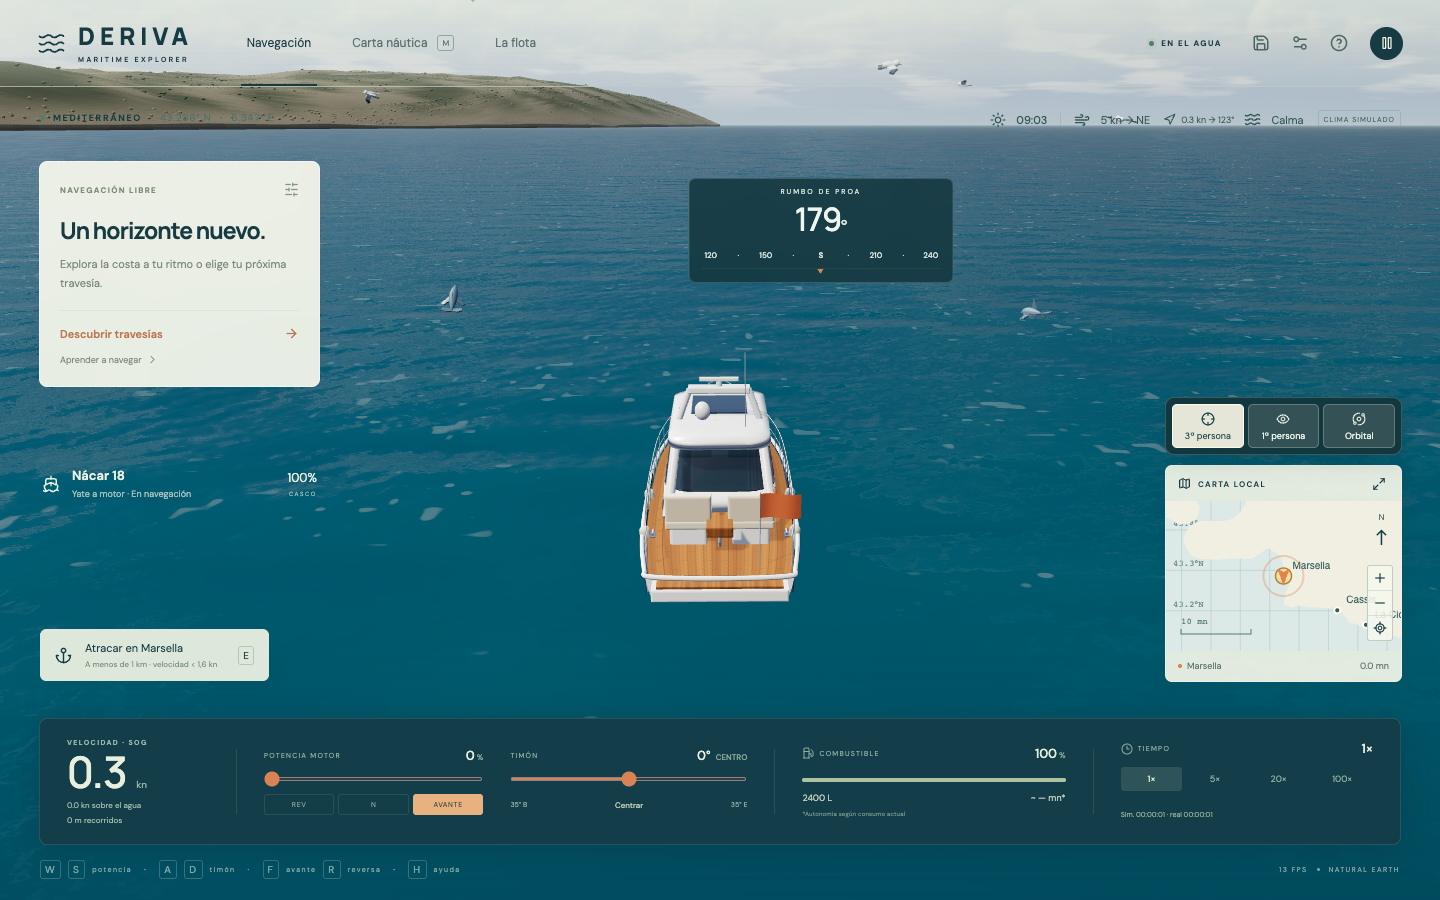 DERIVA
MARITIME EXPLORER
Navegación
Carta náutica M
La flota
EN EL AGUA
MEDITERRÁNEO
09:03
5 kn → NE
0.3 kn → 123°
Calma
CLIMA SIMULADO
NAVEGACIÓN LIBRE
Un horizonte nuevo.
Explora la costa a tu ritmo o elige tu próxima
travesía.
Descubrir travesías →
Aprender a navegar
RUMBO DE PROA
179°
120 · 150 · S · 210 · 240
Nácar 18
Yate a motor · En navegación
100%
CASCO
3ª persona
1ª persona
Orbital
CARTA LOCAL
N
43.3°N
Marsella
43.2°N
10 mn
Marsella 0.0 mn
Atracar en Marsella
A menos de 1 km · velocidad < 1,6 kn
E
VELOCIDAD · SOG
0.3 kn
0.0 kn sobre el agua
0 m recorridos
POTENCIA MOTOR 0 %
REV N AVANTE
TIMÓN 0° CENTRO
35° B Centrar 35° E
COMBUSTIBLE 100 %
2400 L ~ — mn*
*Autonomía según consumo actual
TIEMPO 1×
1× 5× 20× 100×
Sim. 00:00:01 · real 00:00:01
W S potencia · A D timón · F avante R reversa · H ayuda
13 FPS • NATURAL EARTH